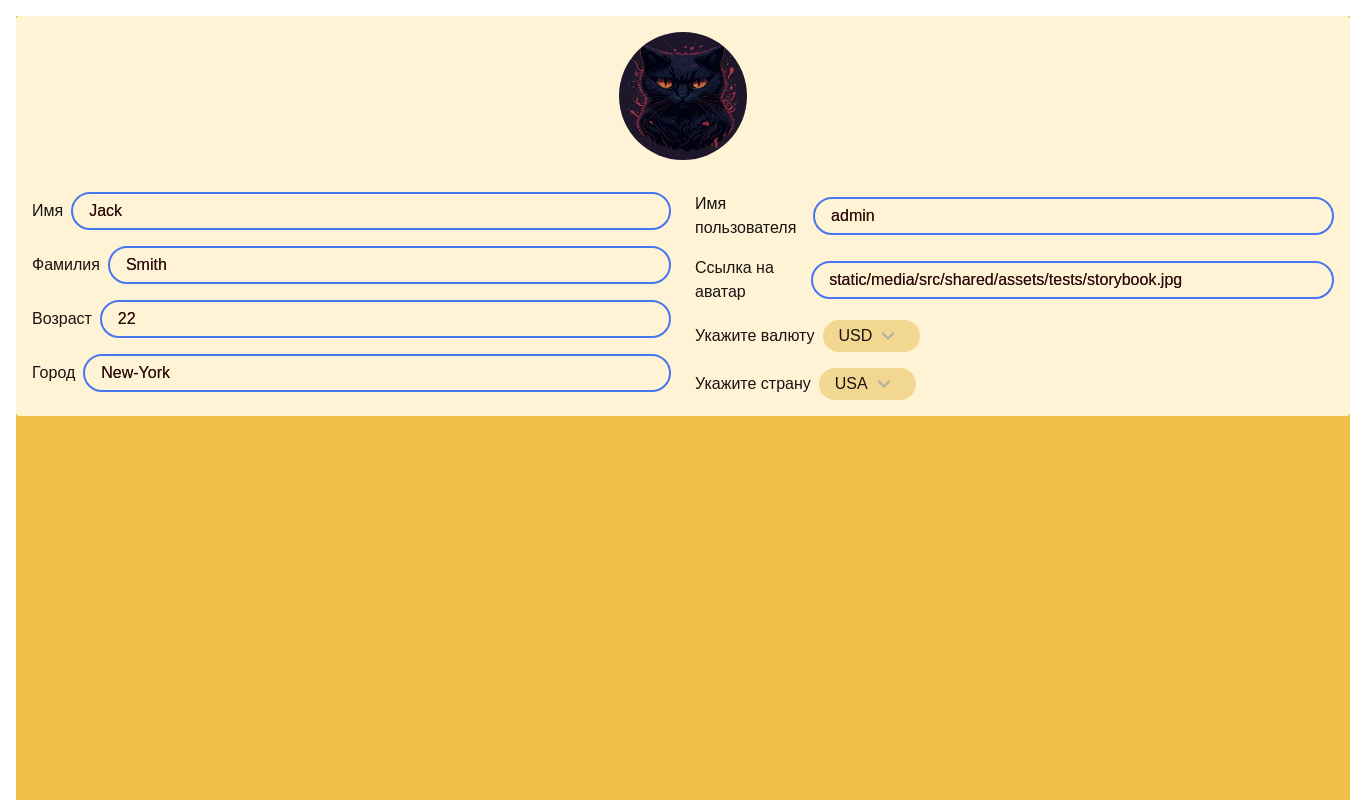 Имя
Jack
Фамилия
Smith
Возраст
22
Город
New-York
Имя
пользователя
admin
Ссылка на
аватар
static/media/src/shared/assets/tests/storybook.jpg
Укажите валюту
USD
Укажите страну
USA